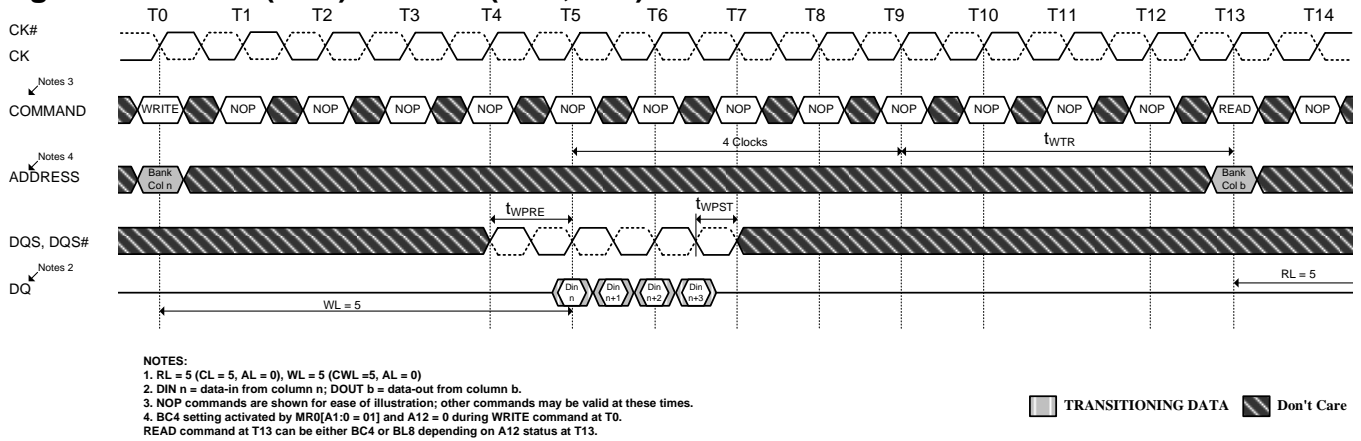 T0 T1 T2 T3 T4 T5 T6 T7 T8 T9 T10 T11 T12 T13 T14
CK#
CK
Notes 3
COMMAND WRITE NOP NOP NOP NOP NOP NOP NOP NOP NOP NOP NOP NOP READ NOP
4 Clocks tWTR
Notes 4
ADDRESS Bank Col n Bank Col b
tWPRE tWPST
DQS, DQS#
Notes 2
DQ Din n Din n+1 Din n+2 Din n+3 RL = 5
WL = 5
NOTES:
1. RL = 5 (CL = 5, AL = 0), WL = 5 (CWL =5, AL = 0)
2. DIN n = data-in from column n; DOUT b = data-out from column b.
3. NOP commands are shown for ease of illustration; other commands may be valid at these times.
4. BC4 setting activated by MR0[A1:0 = 01] and A12 = 0 during WRITE command at T0.
READ command at T13 can be either BC4 or BL8 depending on A12 status at T13.
TRANSITIONING DATA Don't Care